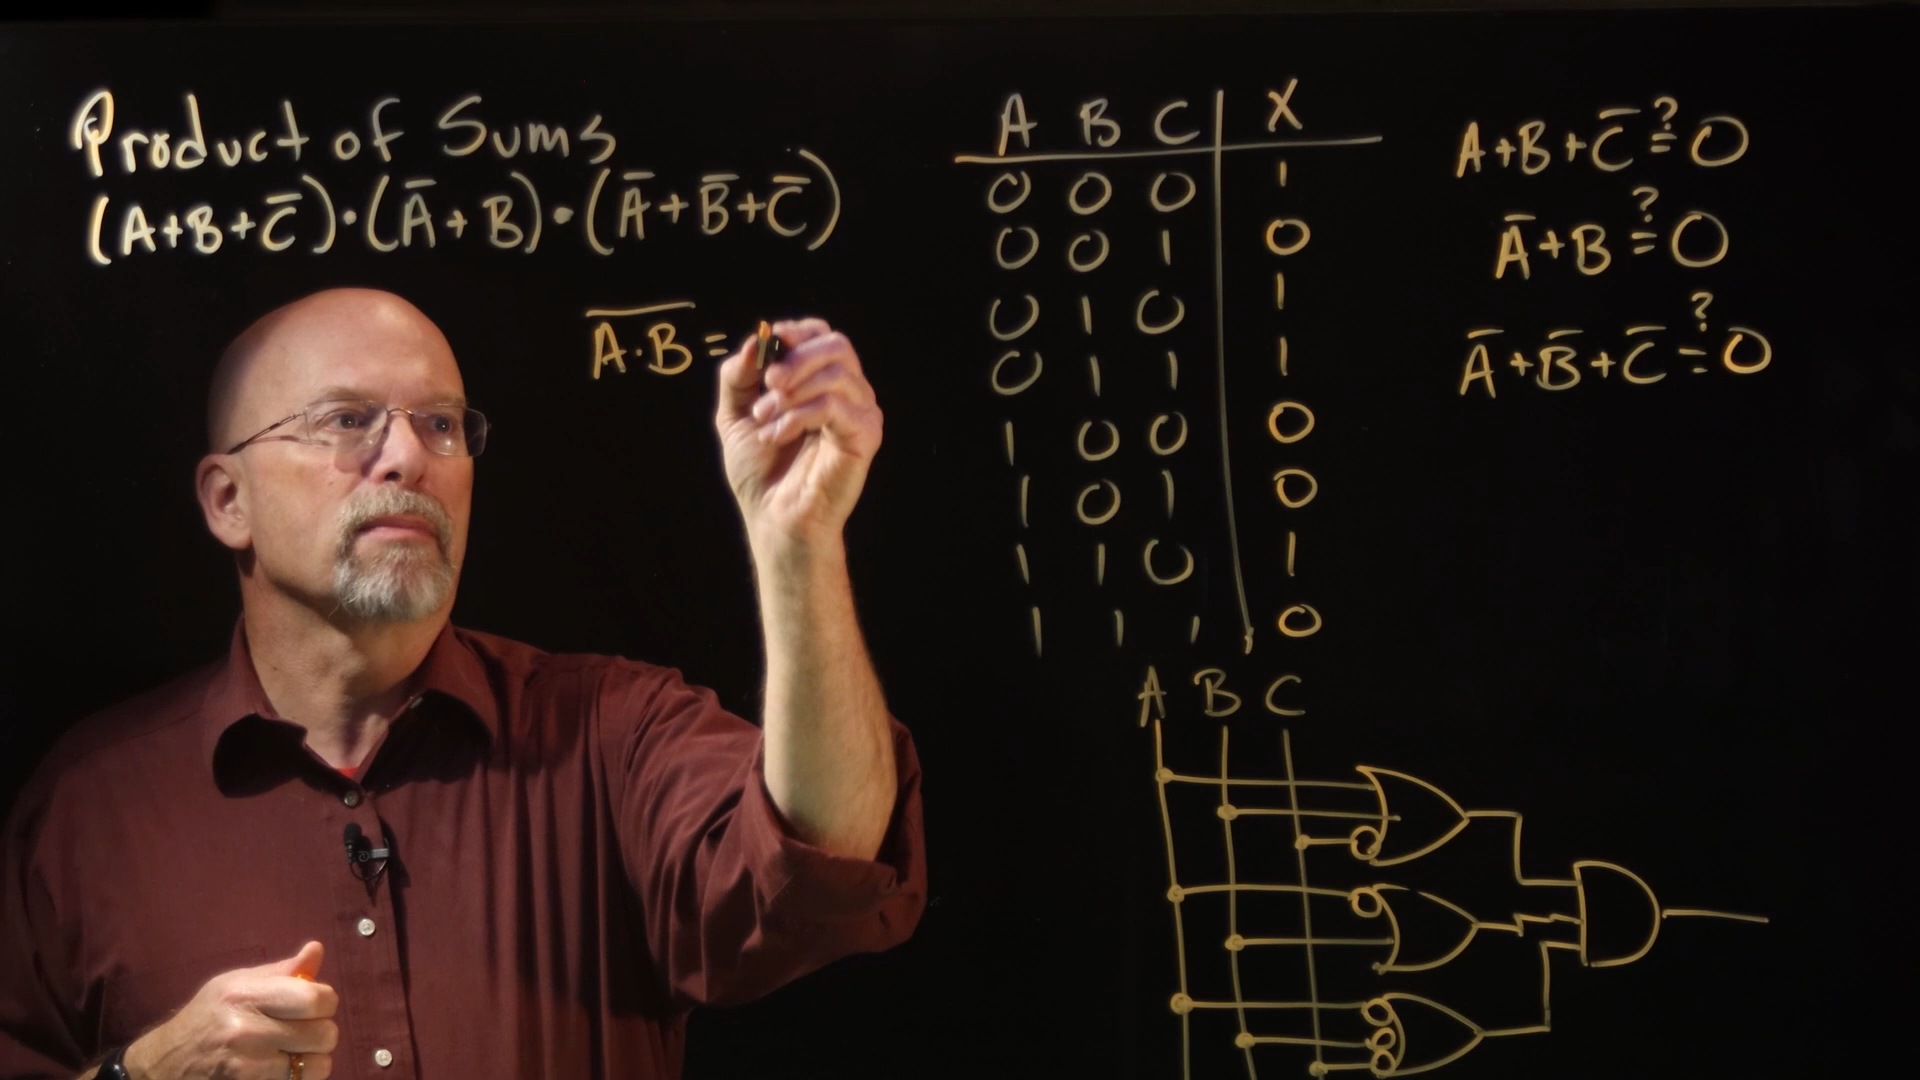 Product of Sums
(A+B+C̅)·(A̅+B)·(A̅+B̅+C̅)
A̅·̅B̅ =
A B C X
0 0 0 1
0 0 1 0
0 1 0 1
0 1 1 1
1 0 0 0
1 0 1 0
1 1 0 1
1 1 1 0
A+B+C̅ ?= 0
A̅+B ?= 0
A̅+B̅+C̅ ?= 0
A B C